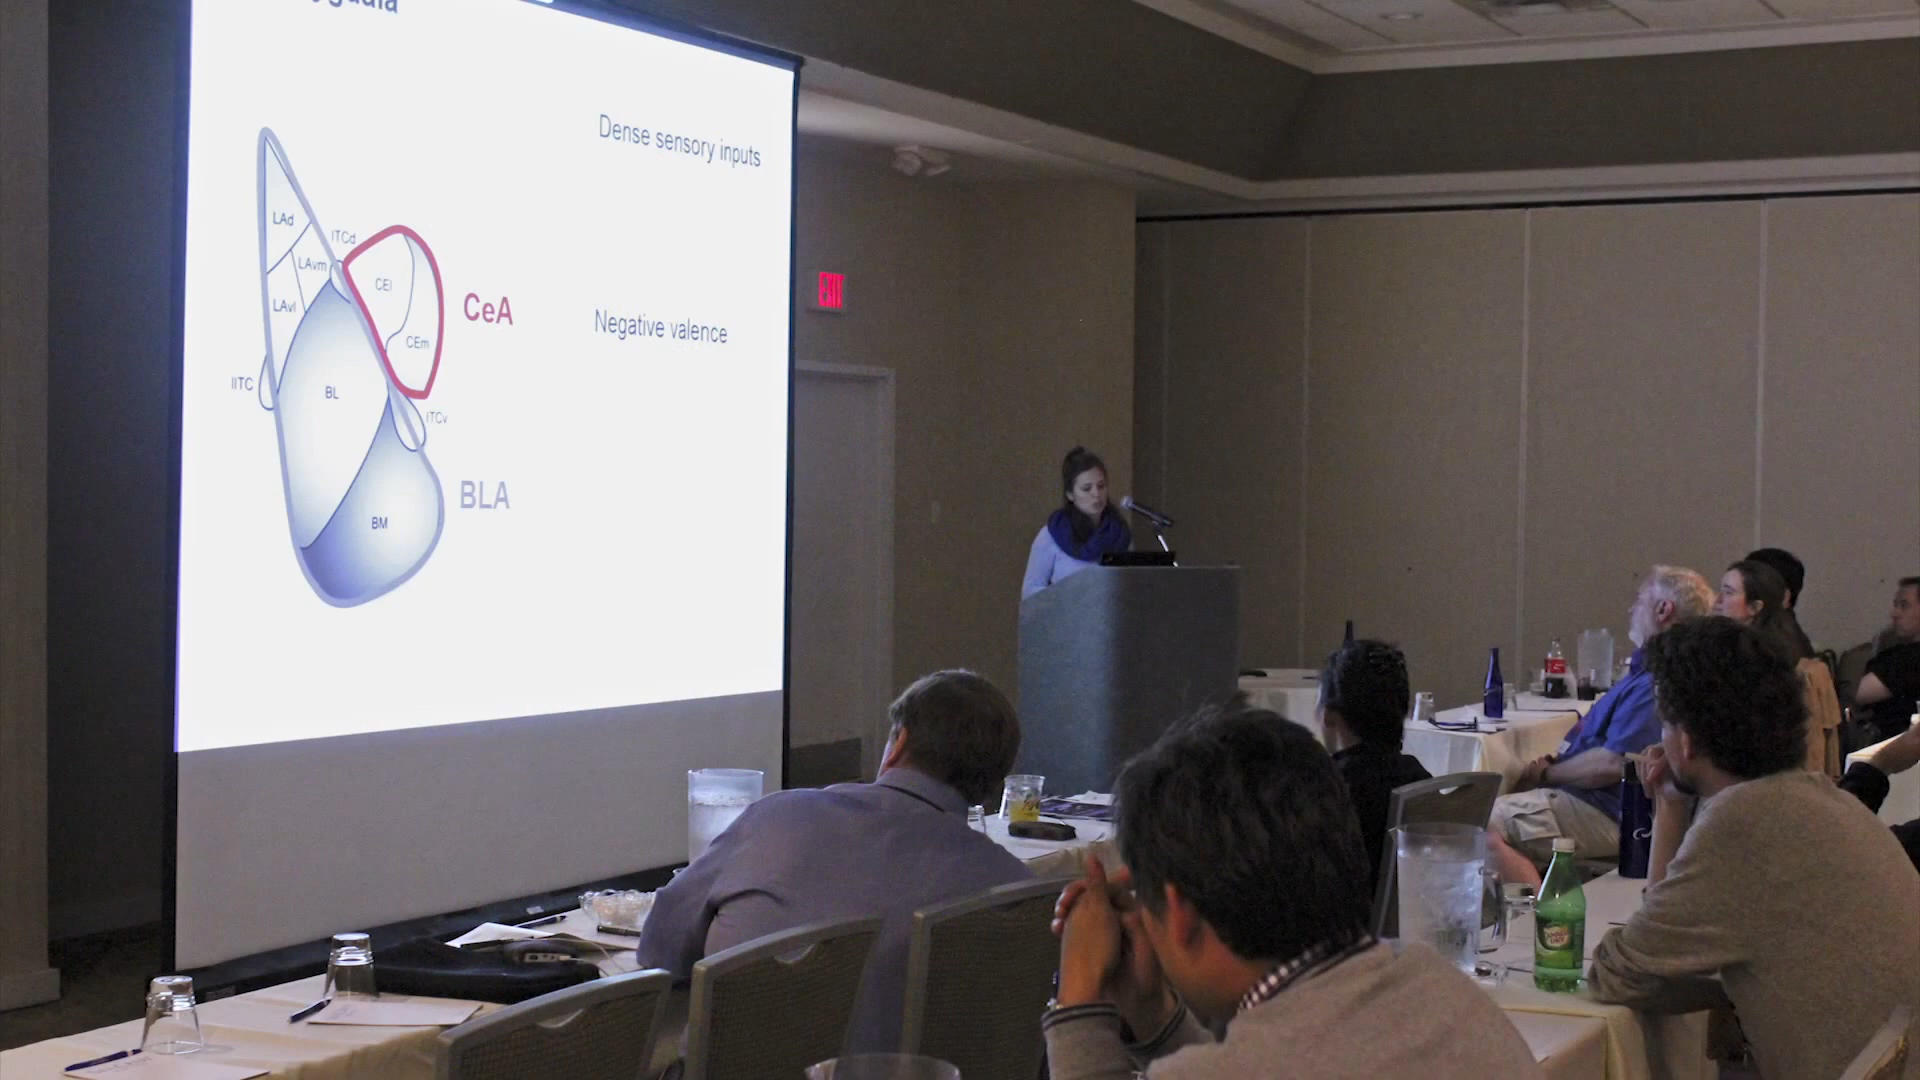 Dense sensory inputs
LAd
ITCd
LAvm
CEl
LAvl
CeA
CEm
Negative valence
IITC
BL
ITCv
BLA
BM
EXIT